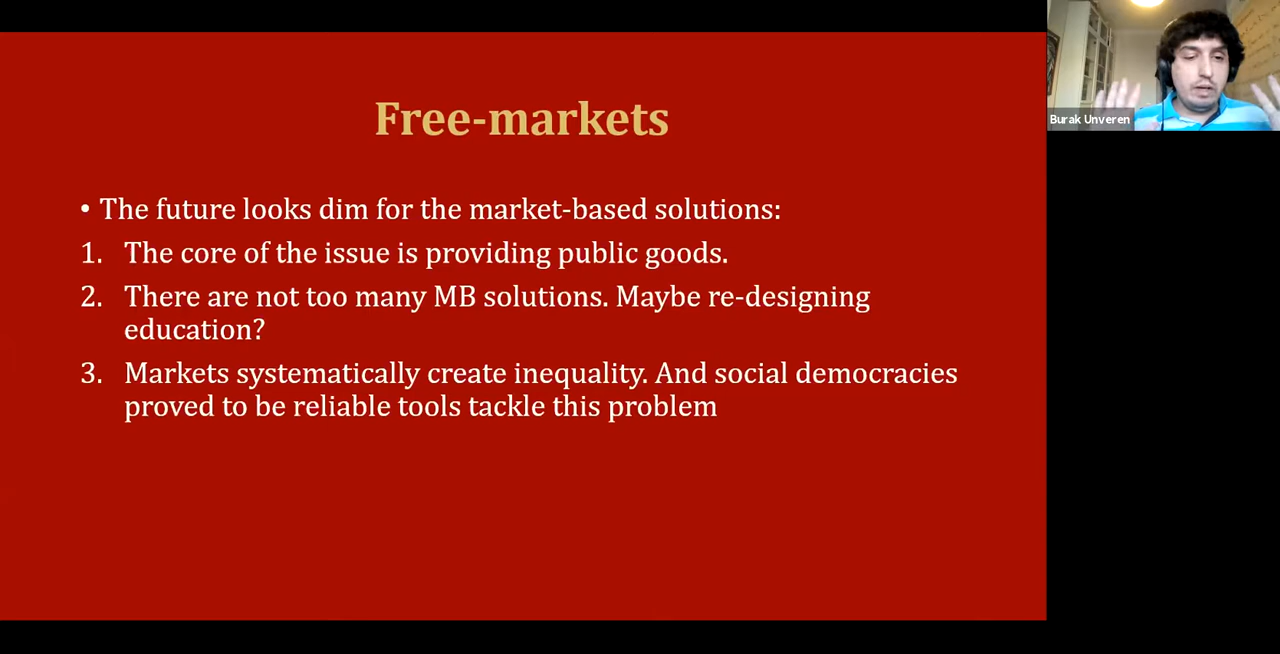 Free-markets
• The future looks dim for the market-based solutions:
1. The core of the issue is providing public goods.
2. There are not too many MB solutions. Maybe re-designing
education?
3. Markets systematically create inequality. And social democracies
proved to be reliable tools tackle this problem
Burak Unveren